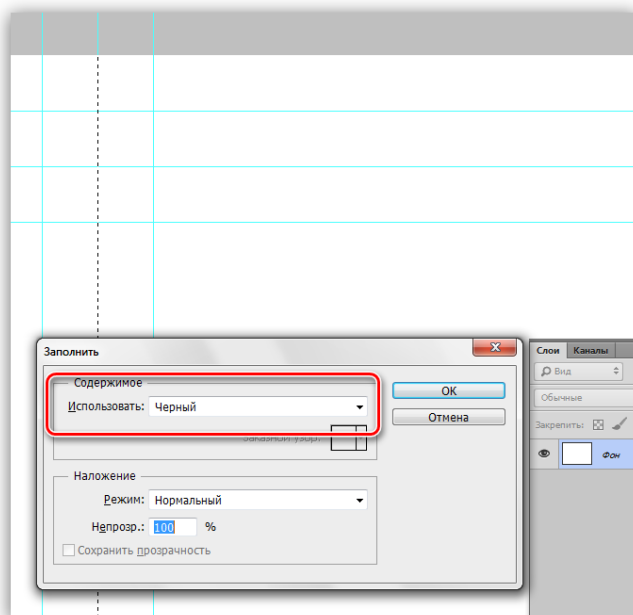 Заполнить
Содержимое
Использовать: Черный
Заказной узор:
Наложение
Режим: Нормальный
Непрозр.: 100 %
Сохранить прозрачность
ОК
Отмена
Слои Каналы
Вид
Обычные
Закрепить:
Фон